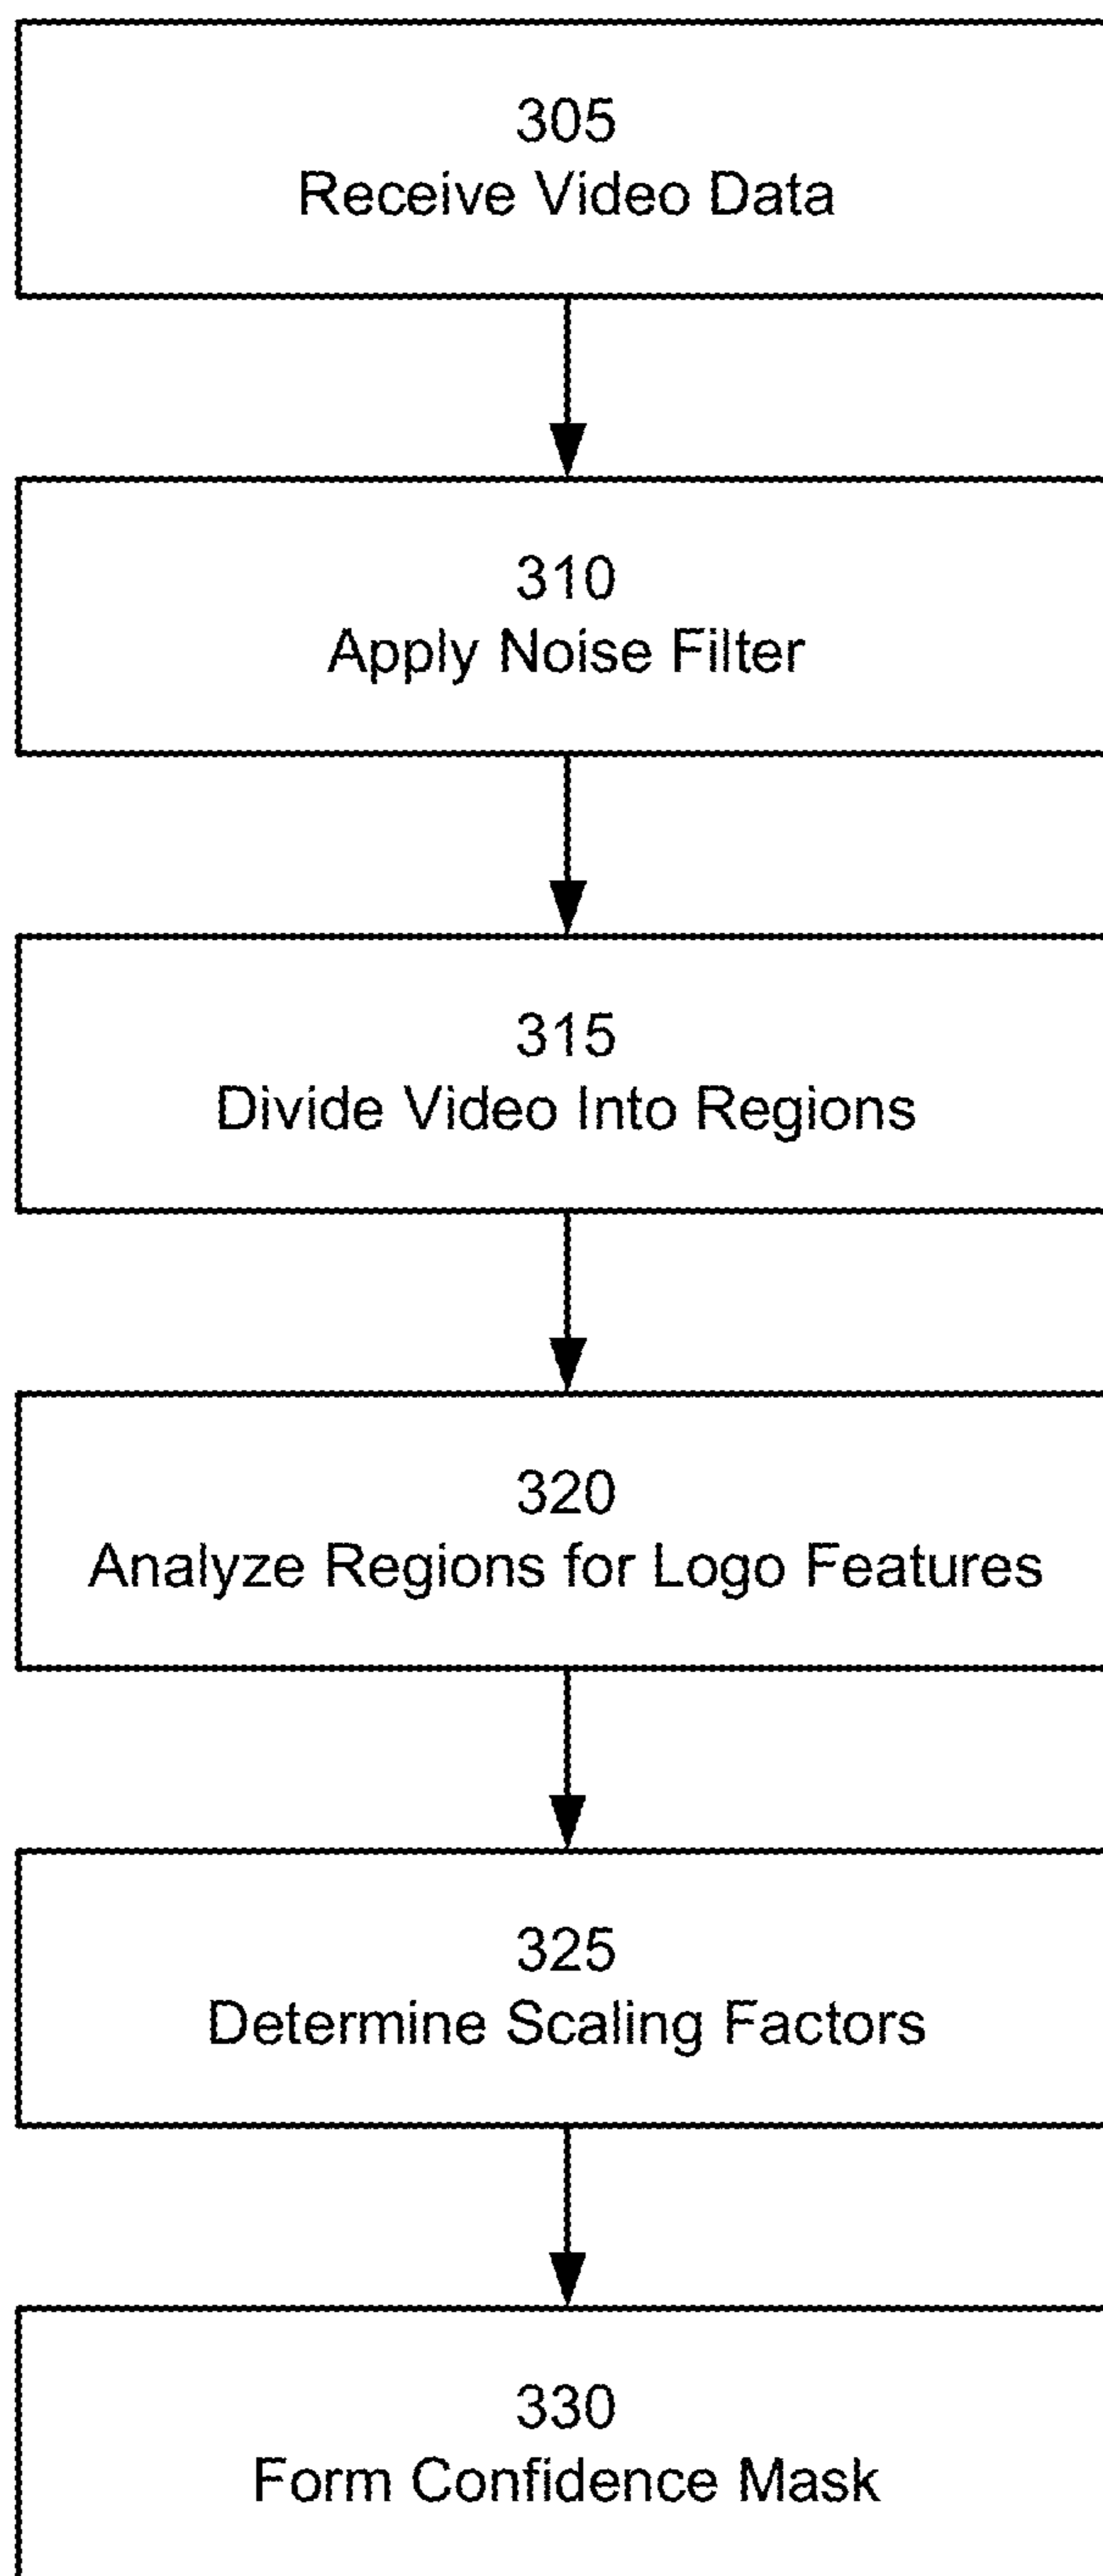 305
Receive Video Data
310
Apply Noise Filter
315
Divide Video Into Regions
320
Analyze Regions for Logo Features
325
Determine Scaling Factors
330
Form Confidence Mask